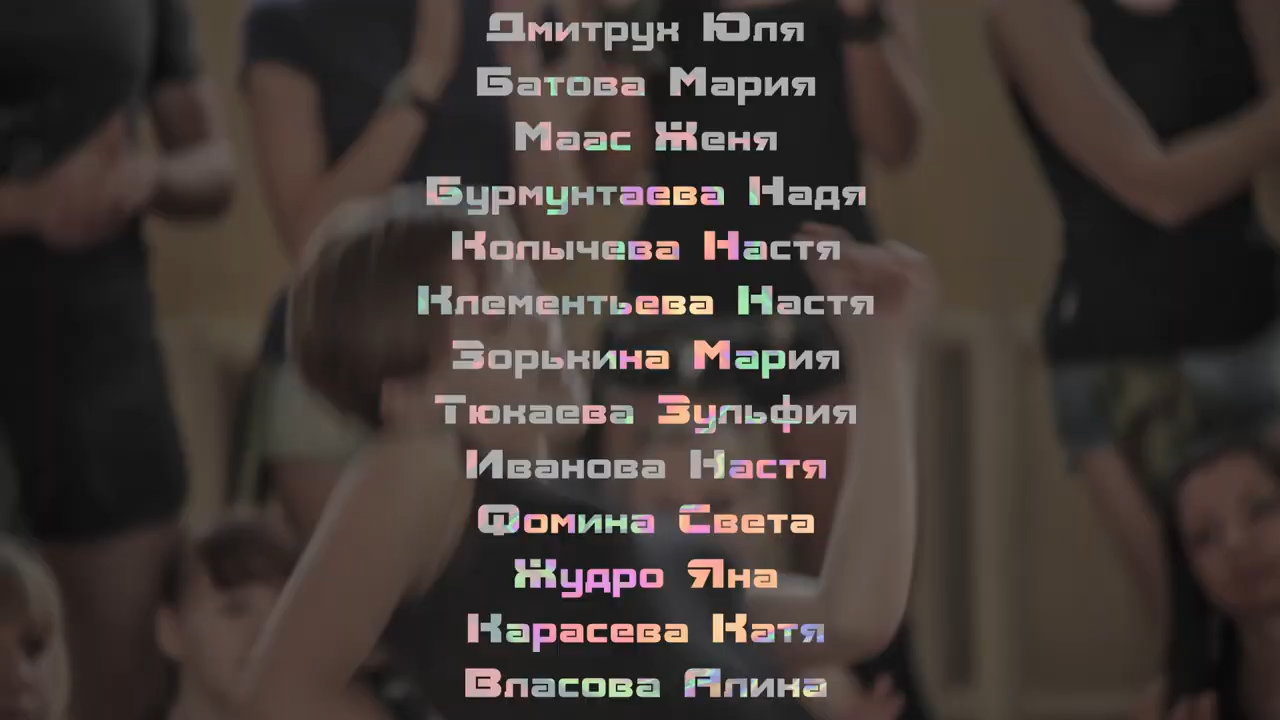 Дмитрук Юля
Батова Мария
Маас Женя
Бурмунтаева Надя
Колычева Настя
Клементьева Настя
Зорькина Мария
Тюкаева Зульфия
Иванова Настя
Фомина Света
Жудро Яна
Карасева Катя
Власова Алина